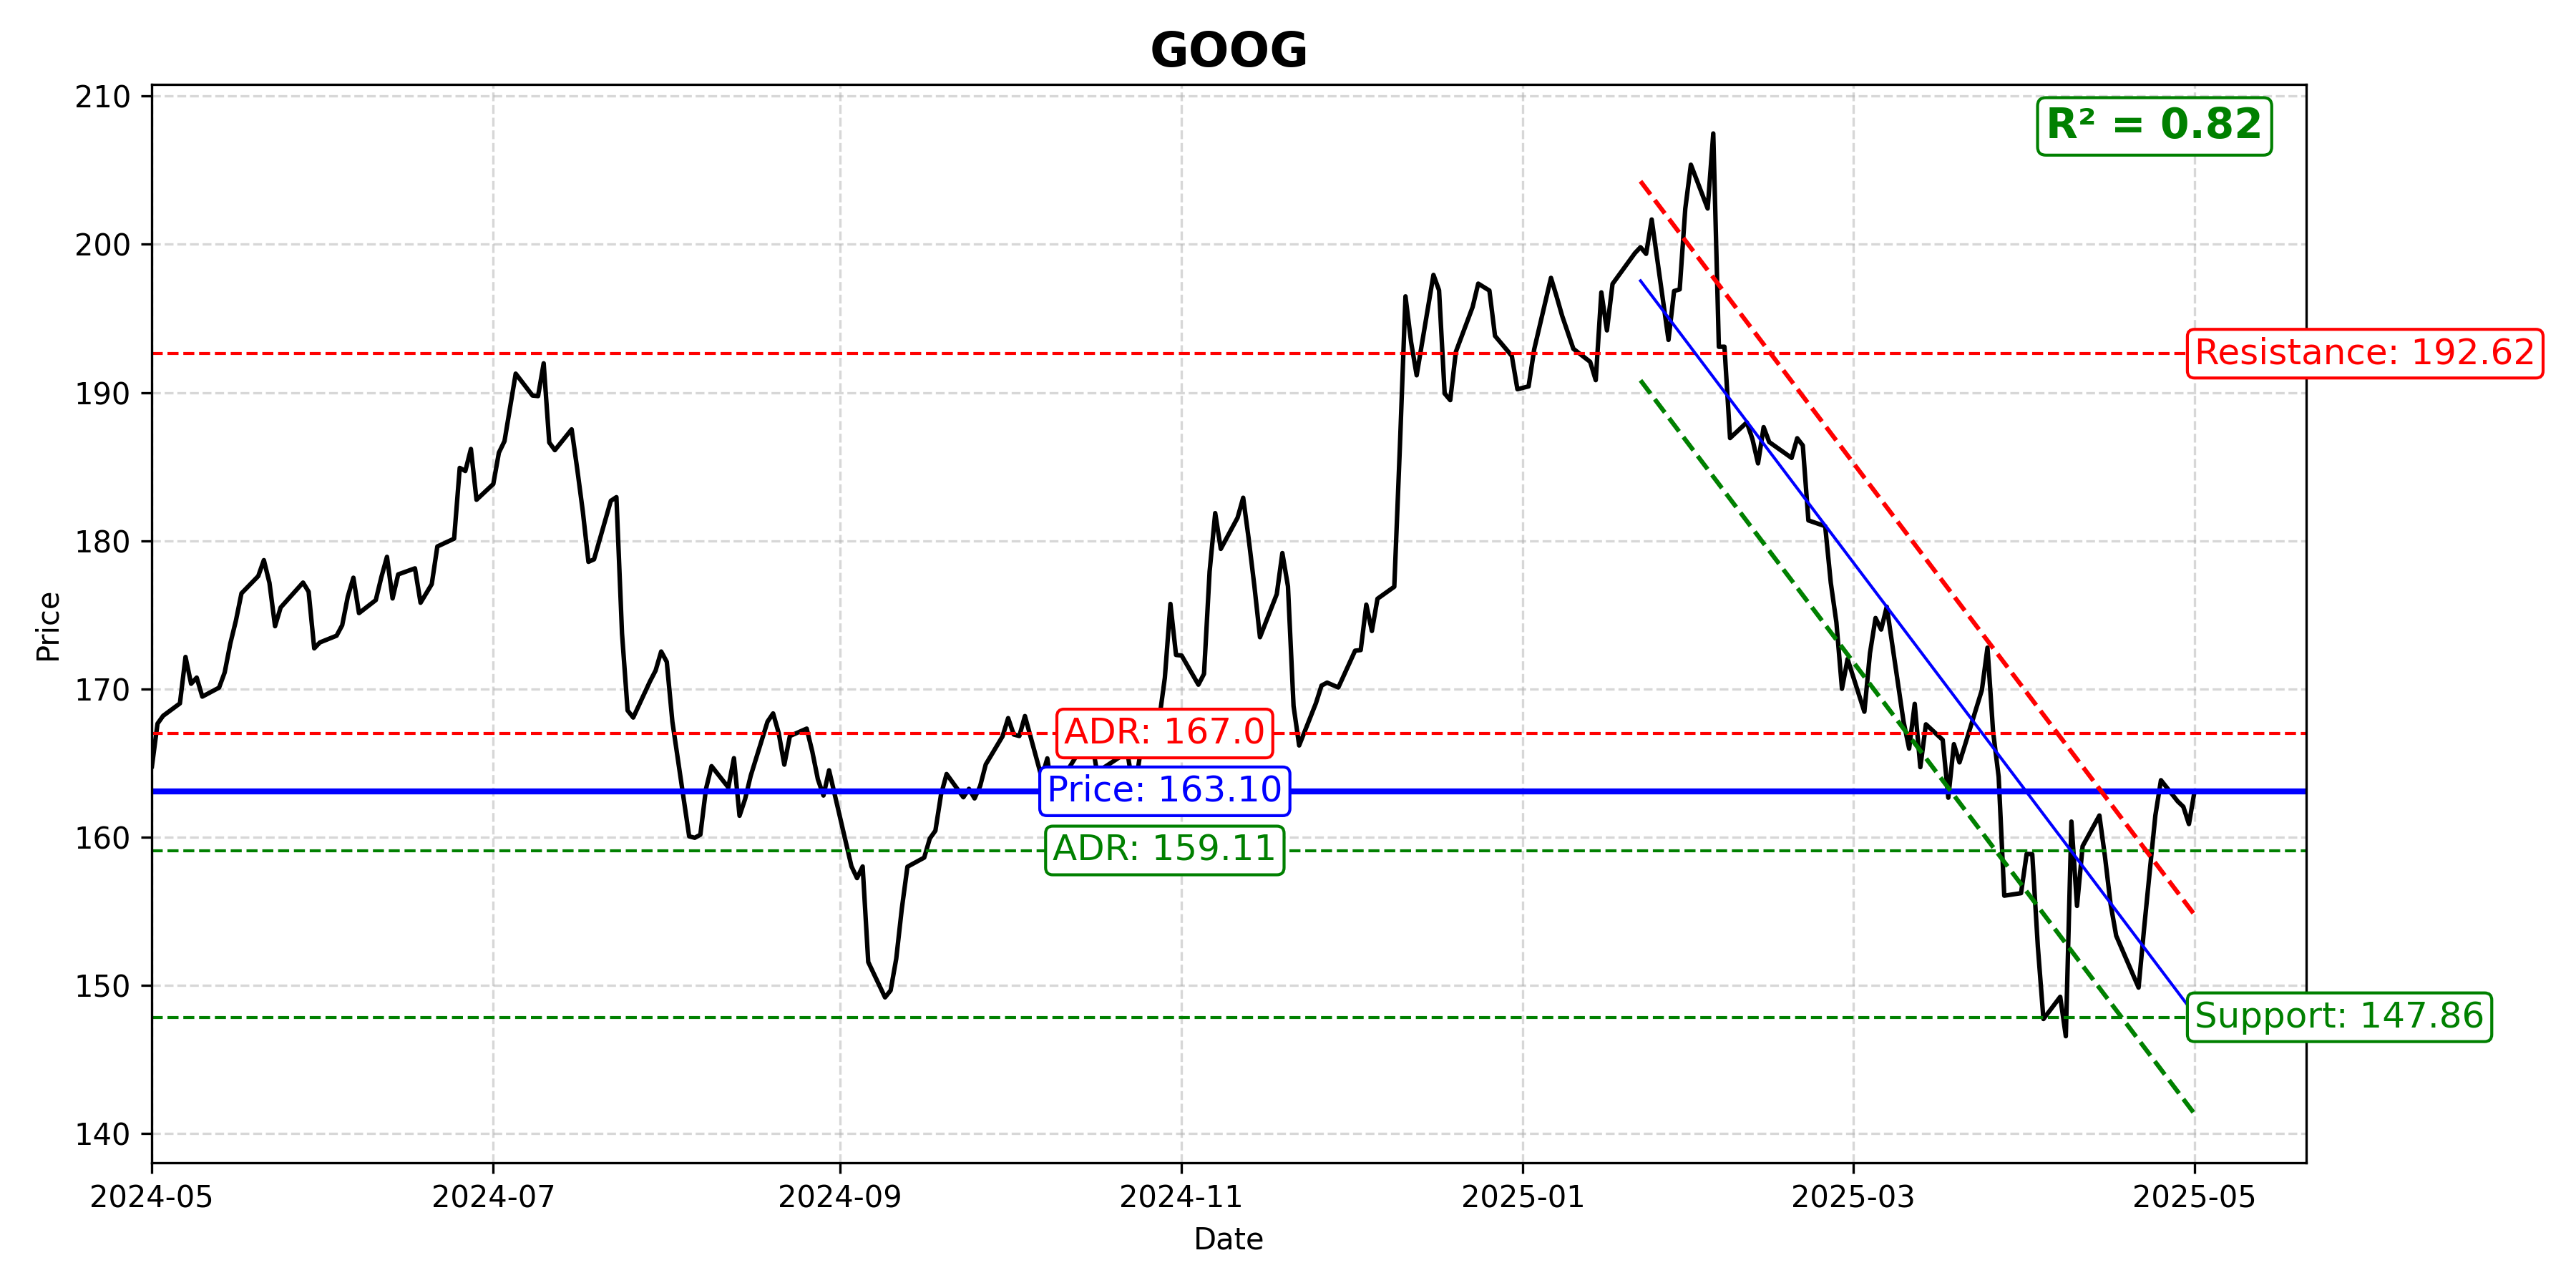 GOOG
210
200
190
180
170
160
150
140
Price
R² = 0.82
Resistance: 192.62
ADR: 167.0
Price: 163.10
ADR: 159.11
Support: 147.86
2024-05
2024-07
2024-09
2024-11
2025-01
2025-03
2025-05
Date